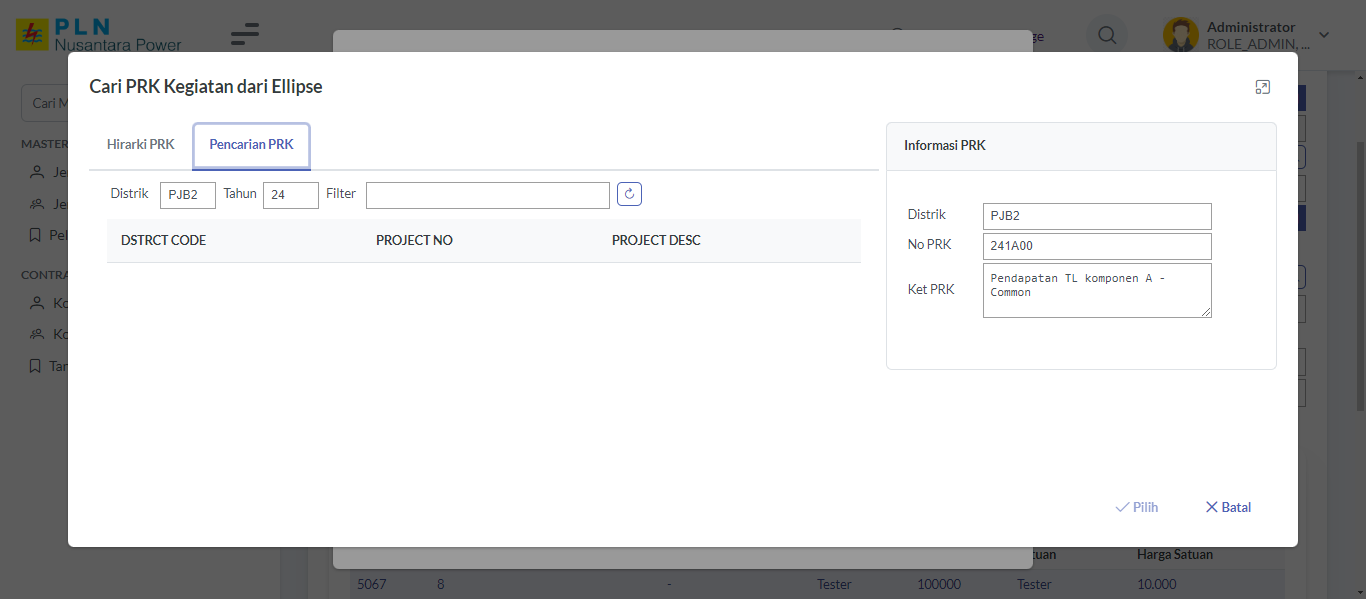 PLN
Nusantara Power
ge
Administrator
ROLE_ADMIN, ...
Cari PRK Kegiatan dari Ellipse
Cari M
Hirarki PRK
Pencarian PRK
Informasi PRK
MASTER
Je
Distrik PJB2 Tahun 24 Filter
Je
Distrik PJB2
Pel
DSTRCT CODE PROJECT NO PROJECT DESC
No PRK 241A00
CONTRA
Ket PRK Pendapatan TL komponen A -
Common
Ko
Ko
Tan
Pilih
Batal
tuan Harga Satuan
5067 8 - Tester 100000 Tester 10.000